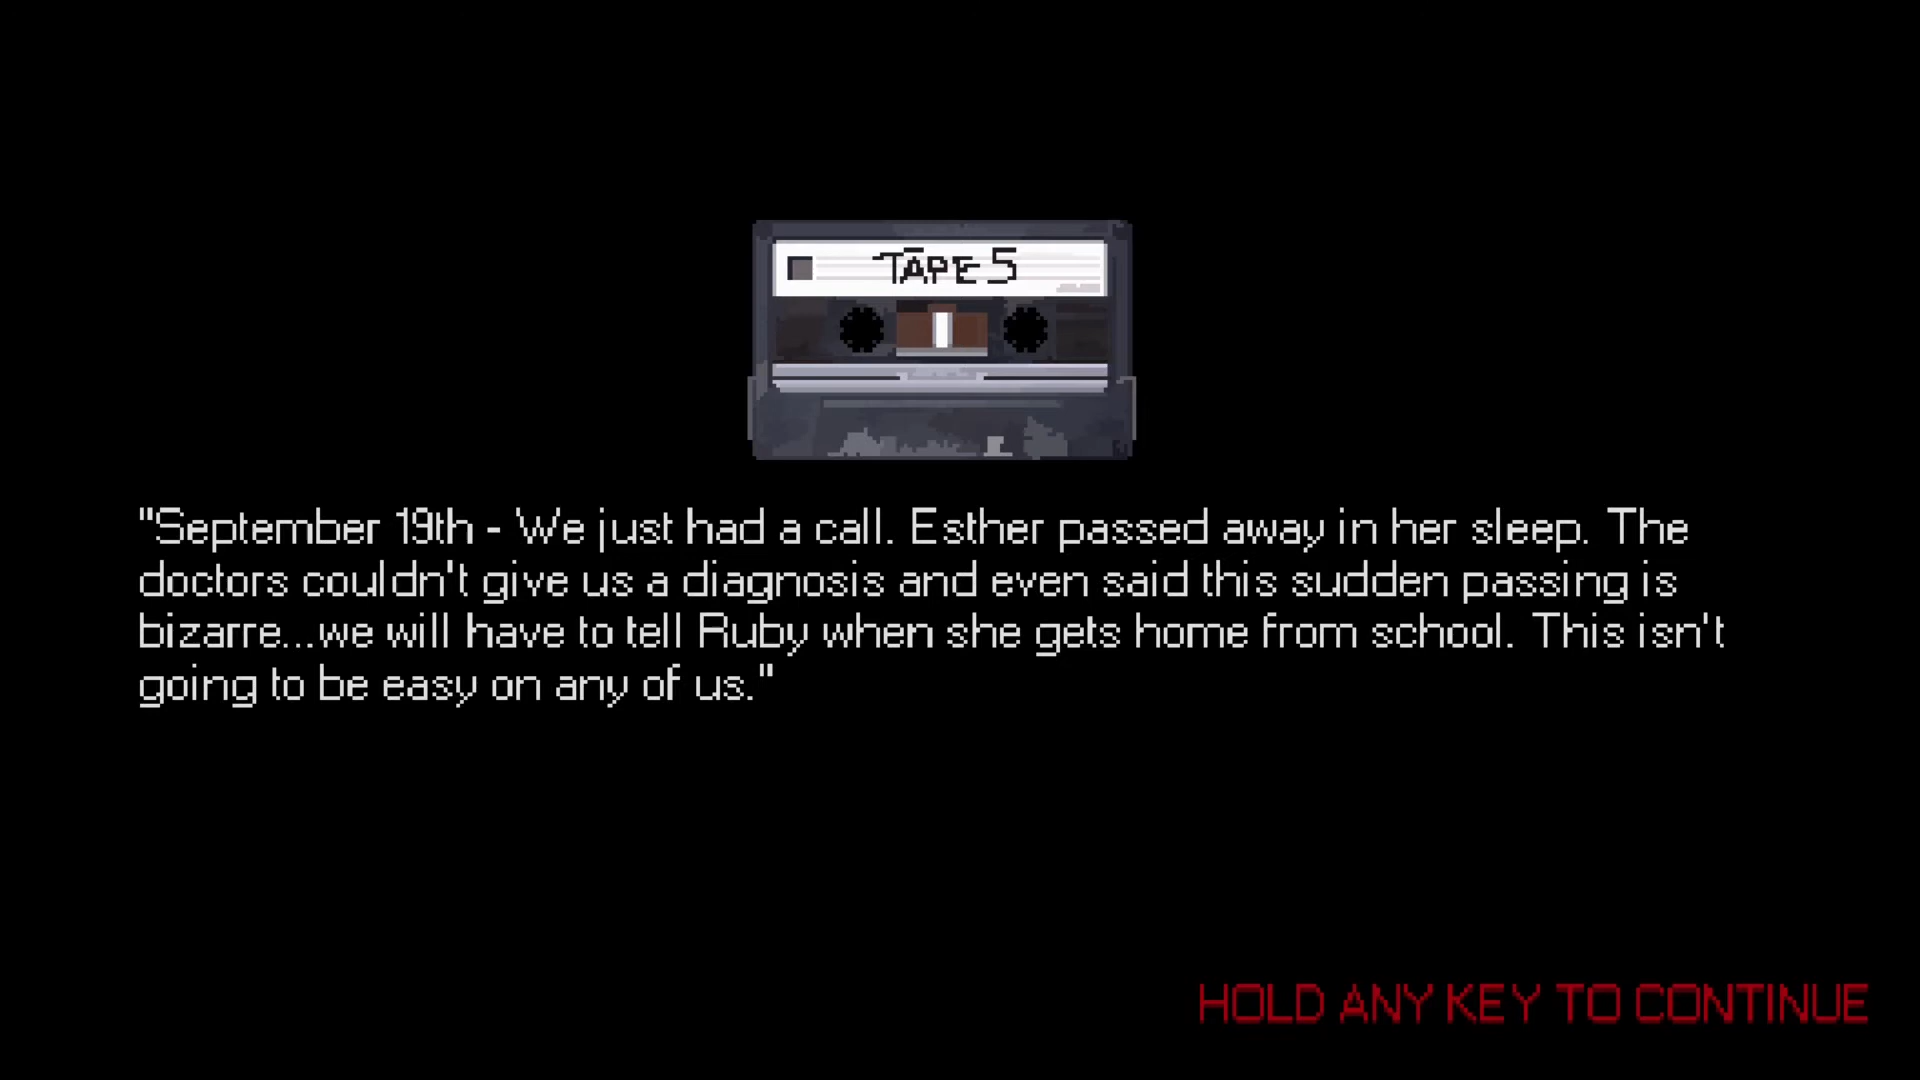 TAPE 5
"September 19th - We just had a call. Esther passed away in her sleep. The
doctors couldn't give us a diagnosis and even said this sudden passing is
bizarre...we will have to tell Ruby when she gets home from school. This isn't
going to be easy on any of us."
HOLD ANY KEY TO CONTINUE